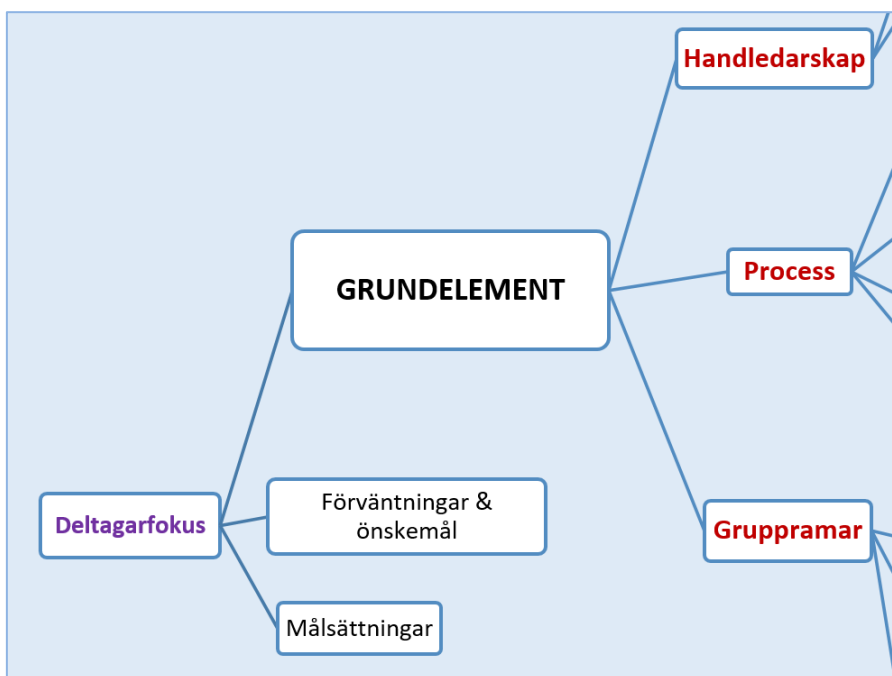 Handledarskap
GRUNDELEMENT
Process
Deltagarfokus
Förväntningar &
önskemål
Målsättningar
Gruppramar